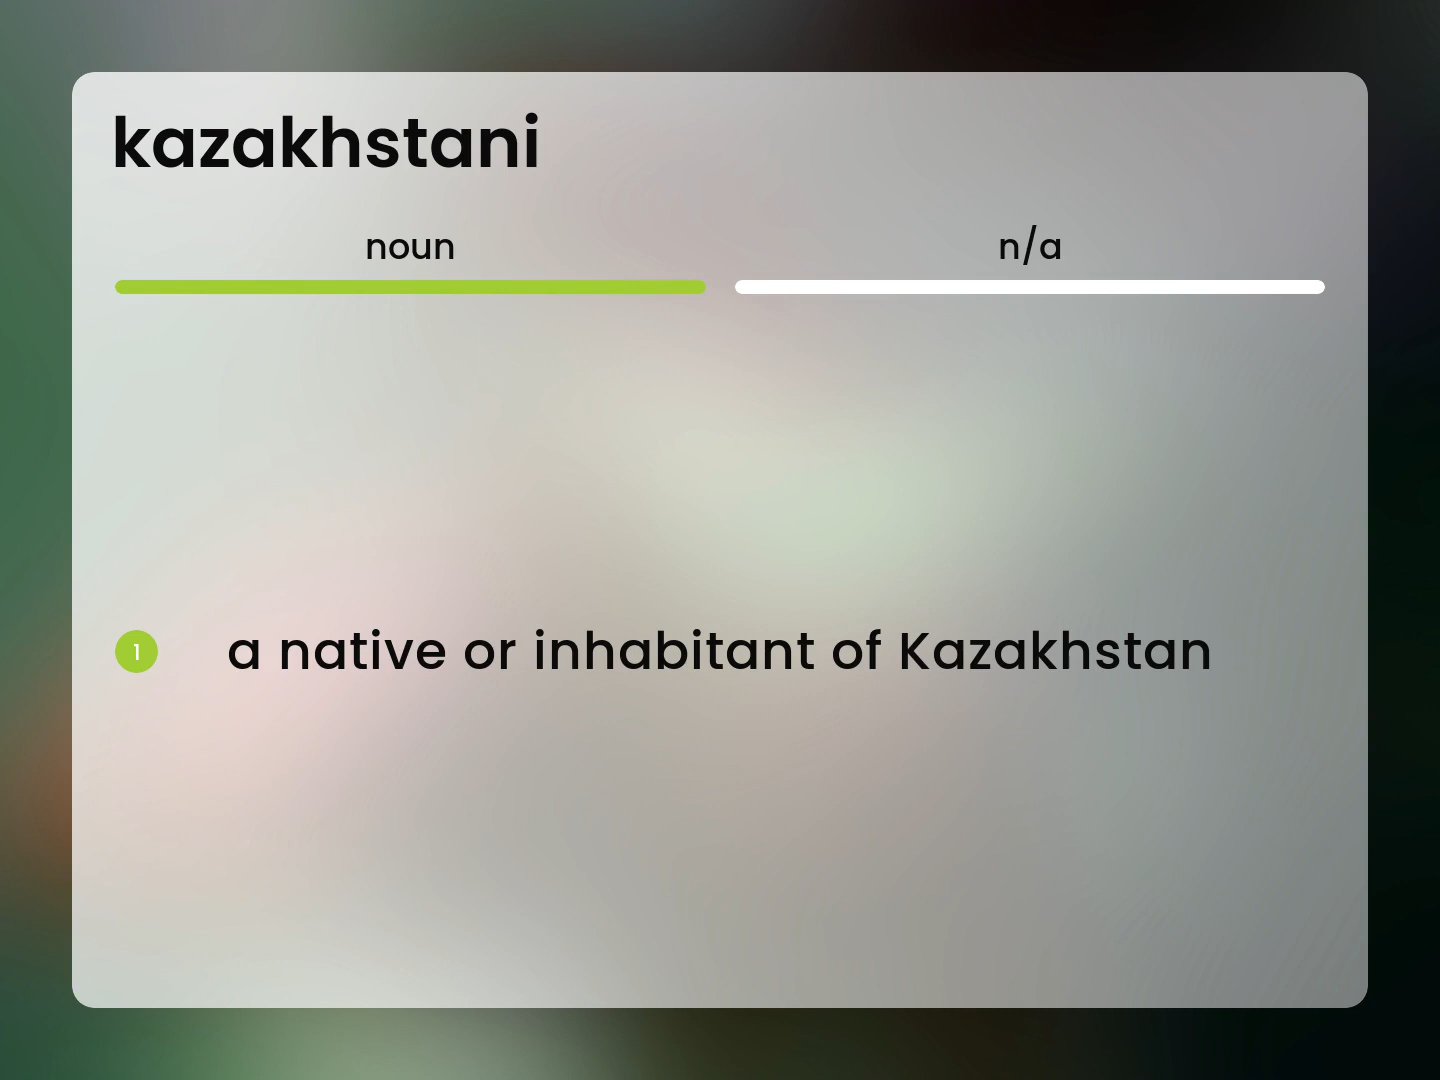 kazakhstani
noun
n/a
1
a native or inhabitant of Kazakhstan